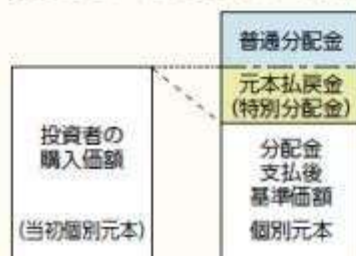 投資者の
購入価額
(当初個別元本)
普通分配金
元本払戻金
(特別分配金)
分配金
支払後
基準価額
個別元本